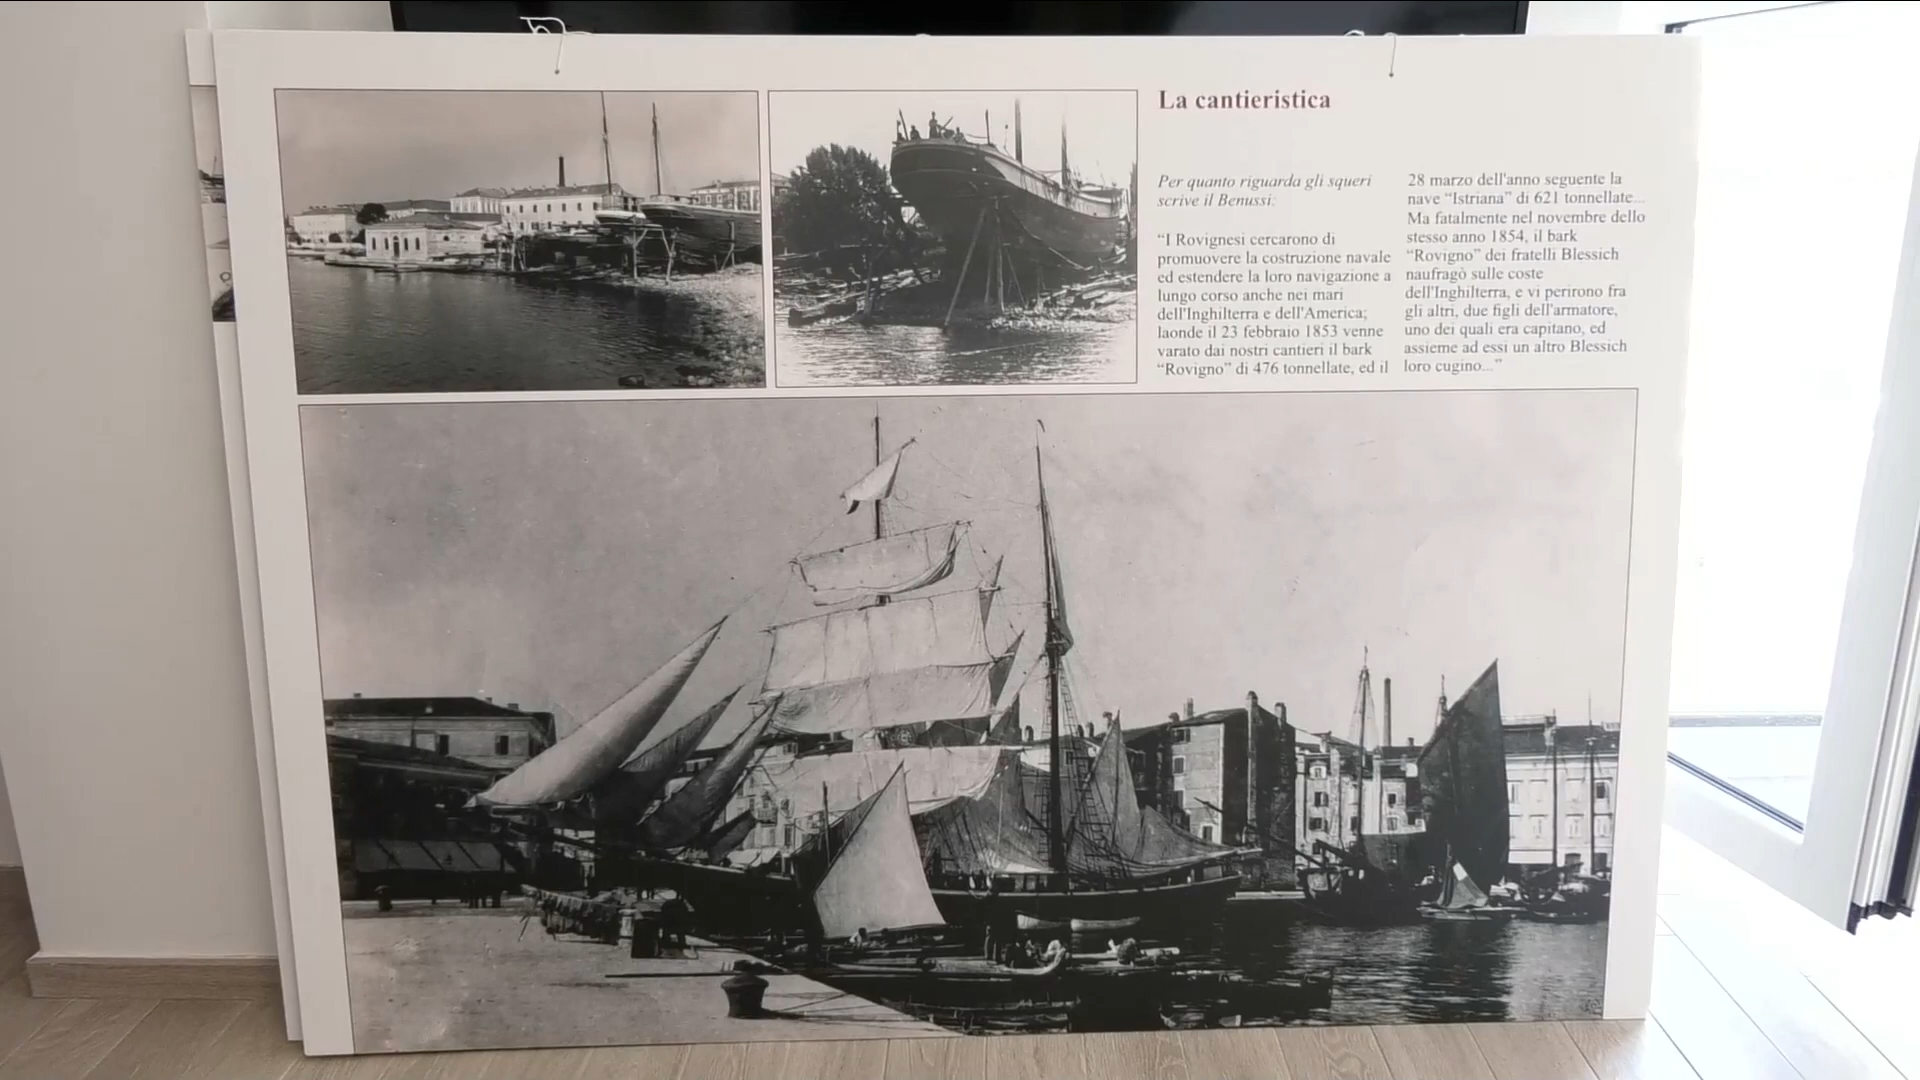 La cantieristica
Per quanto riguarda gli squeri
scrive il Benussi:
“I Rovignesi cercarono di
promuovere la costruzione navale
ed estendere la loro navigazione a
lungo corso anche nei mari
dell'Inghilterra e dell'America;
laonde il 23 febbraio 1853 venne
varato dai nostri cantieri il bark
“Rovigno” di 476 tonnellate, ed il
28 marzo dell'anno seguente la
nave “Istriana” di 621 tonnellate...
Ma fatalmente nel novembre dello
stesso anno 1854, il bark
“Rovigno” dei fratelli Blessich
naufragò sulle coste
dell'Inghilterra, e vi perirono fra
gli altri, due figli dell'armatore,
uno dei quali era capitano, ed
assieme ad essi un altro Blessich
loro cugino...”